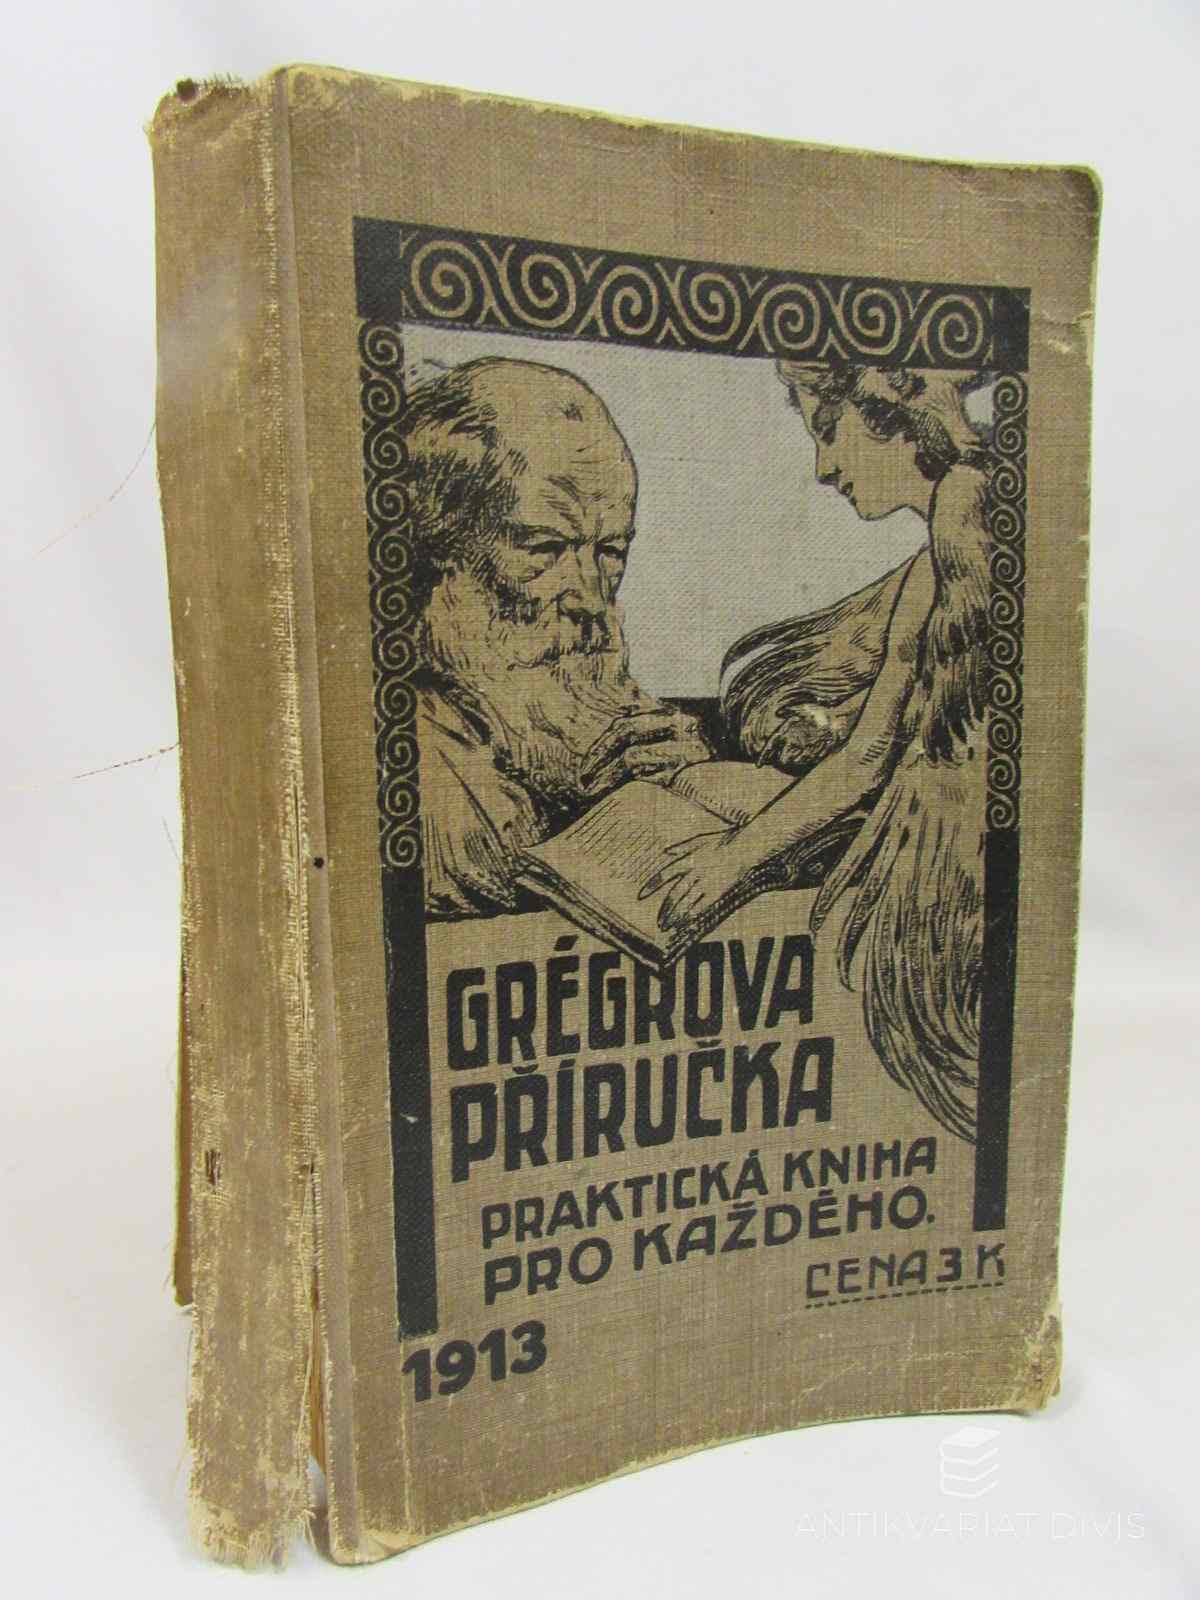 GRÉGROVA
PŘÍRUČKA
PRAKTICKÁ KNIHA
PRO KAŽDÉHO.
CENA 3 K
1913
ANTIKVARIAT DIVIS